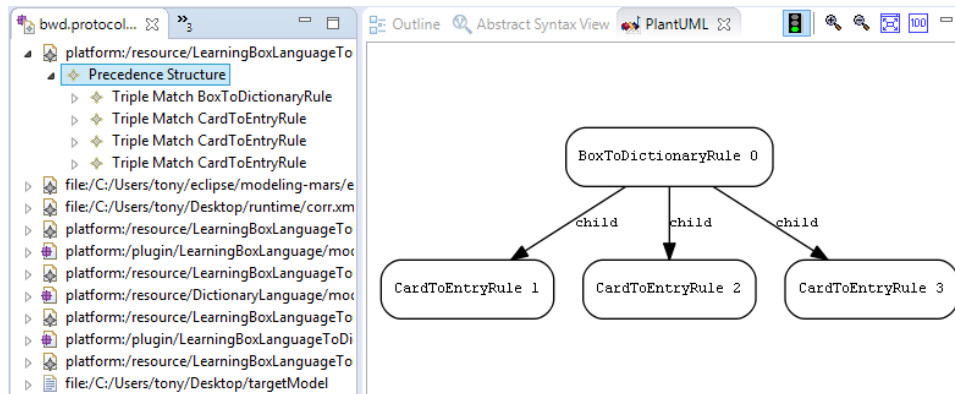 bwd.protocol...
»3
platform:/resource/LearningBoxLanguageTo
Precedence Structure
Triple Match BoxToDictionaryRule
Triple Match CardToEntryRule
Triple Match CardToEntryRule
Triple Match CardToEntryRule
file:/C:/Users/tony/eclipse/modeling-mars/e
file:/C:/Users/tony/Desktop/runtime/corr.xm
platform:/resource/LearningBoxLanguageTo
platform:/plugin/LearningBoxLanguage/mod
platform:/resource/LearningBoxLanguageTo
platform:/resource/DictionaryLanguage/moc
platform:/resource/LearningBoxLanguageTo
platform:/plugin/LearningBoxLanguageToDi
platform:/resource/LearningBoxLanguageTo
file:/C:/Users/tony/Desktop/targetModel
Outline
Abstract Syntax View
PlantUML
100
BoxToDictionaryRule 0
child
child
child
CardToEntryRule 1
CardToEntryRule 2
CardToEntryRule 3